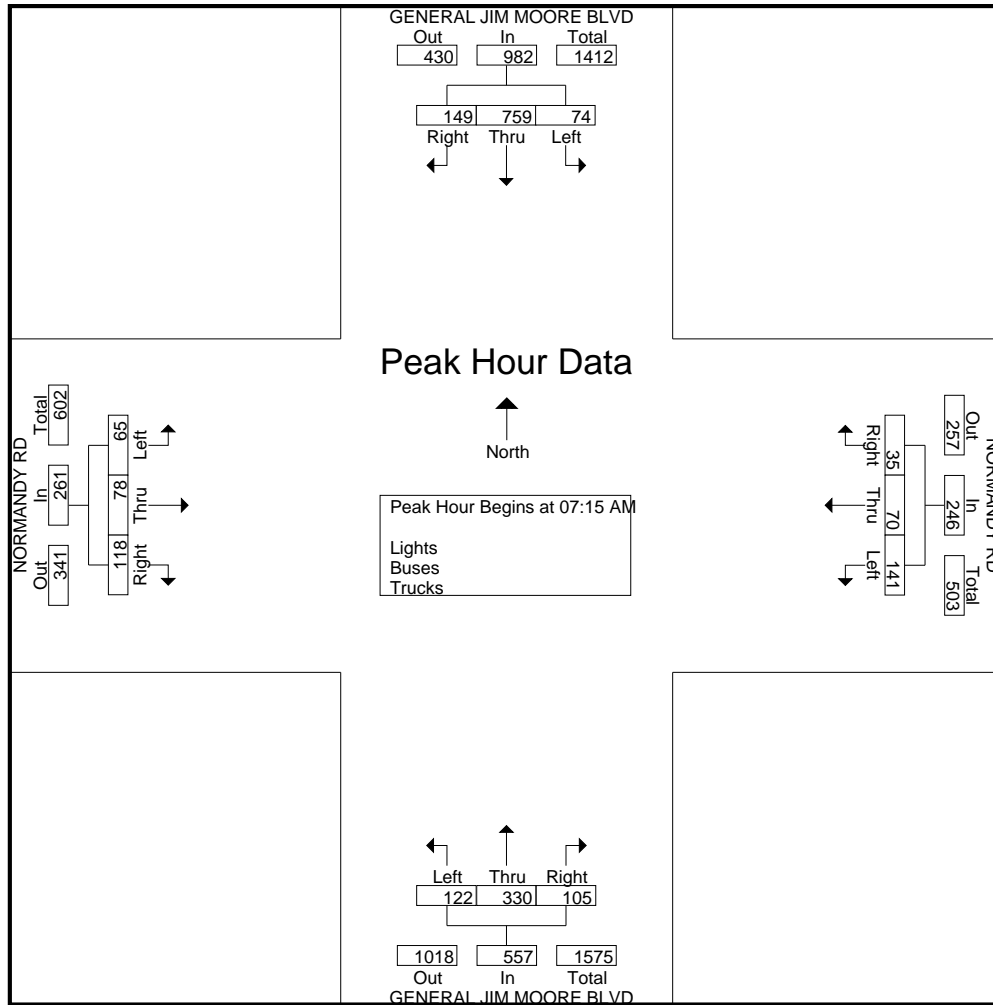 GENERAL JIM MOORE BLVD
Out In Total
430 982 1412
149 759 74
Right Thru Left
Peak Hour Data
North
Peak Hour Begins at 07:15 AM
Lights
Buses
Trucks
NORMANDY RD
Out In Total
341 261 602
65 78 118
Left Thru Right
NORMANDY RD
Out In Total
257 246 503
35 70 141
Right Thru Left
Left Thru Right
122 330 105
1018 557 1575
Out In Total
GENERAL JIM MOORE BLVD